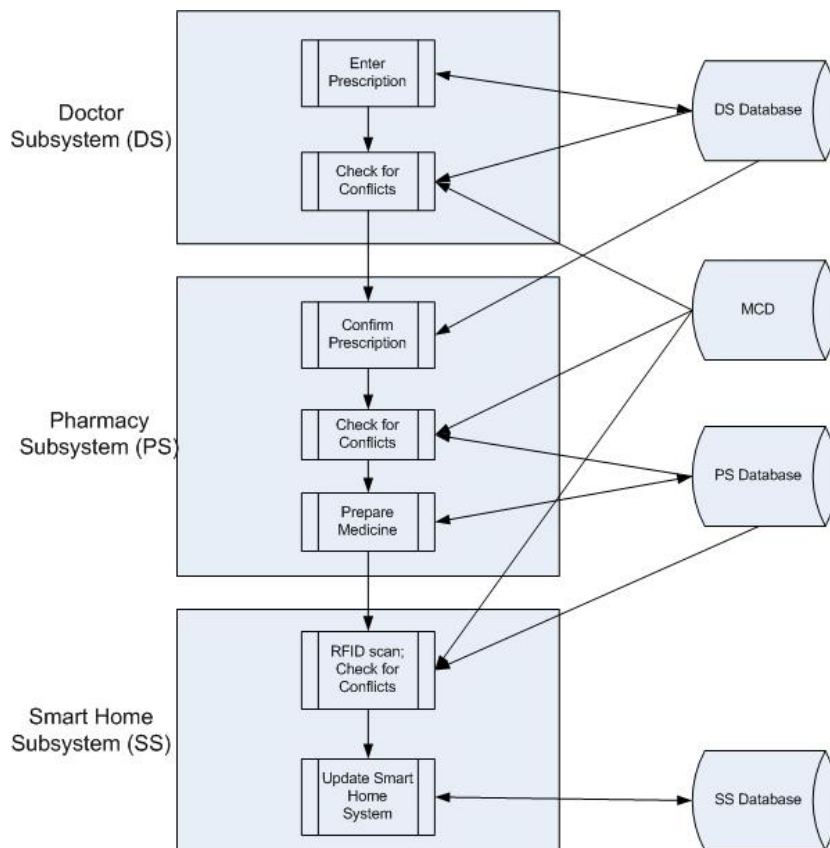 Enter
Prescription
DS Database
Doctor
Subsystem (DS)
Check for
Conflicts
Confirm
Prescription
MCD
Pharmacy
Subsystem (PS)
Check for
Conflicts
PS Database
Prepare
Medicine
RFID scan;
Check for
Conflicts
Smart Home
Subsystem (SS)
Update Smart
Home
System
SS Database